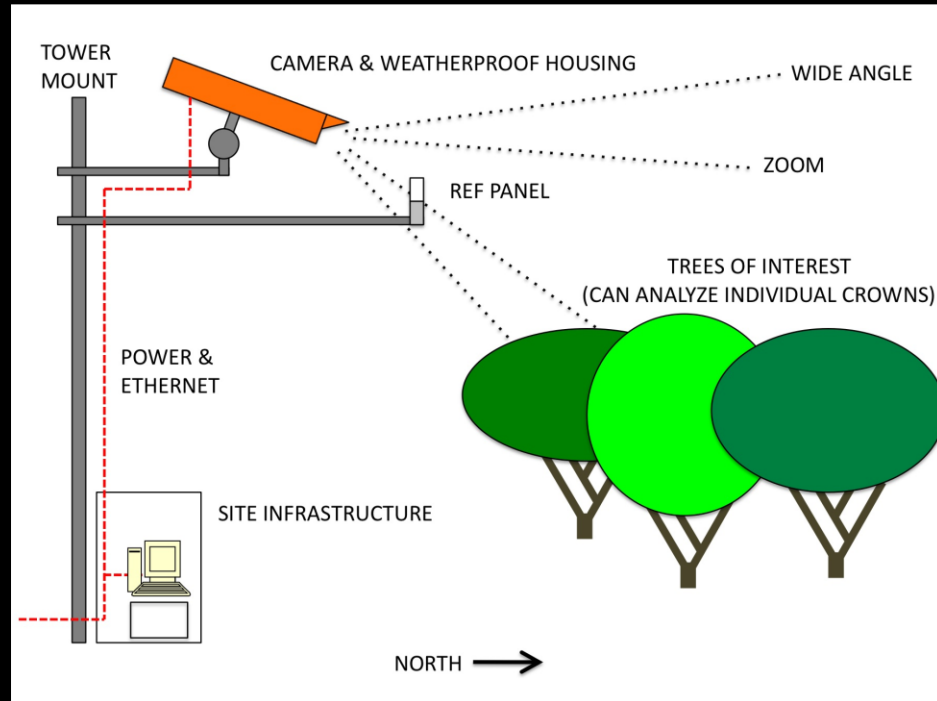 TOWER
MOUNT
CAMERA & WEATHERPROOF HOUSING
WIDE ANGLE
ZOOM
REF PANEL
TREES OF INTEREST
(CAN ANALYZE INDIVIDUAL CROWNS)
POWER &
ETHERNET
SITE INFRASTRUCTURE
NORTH